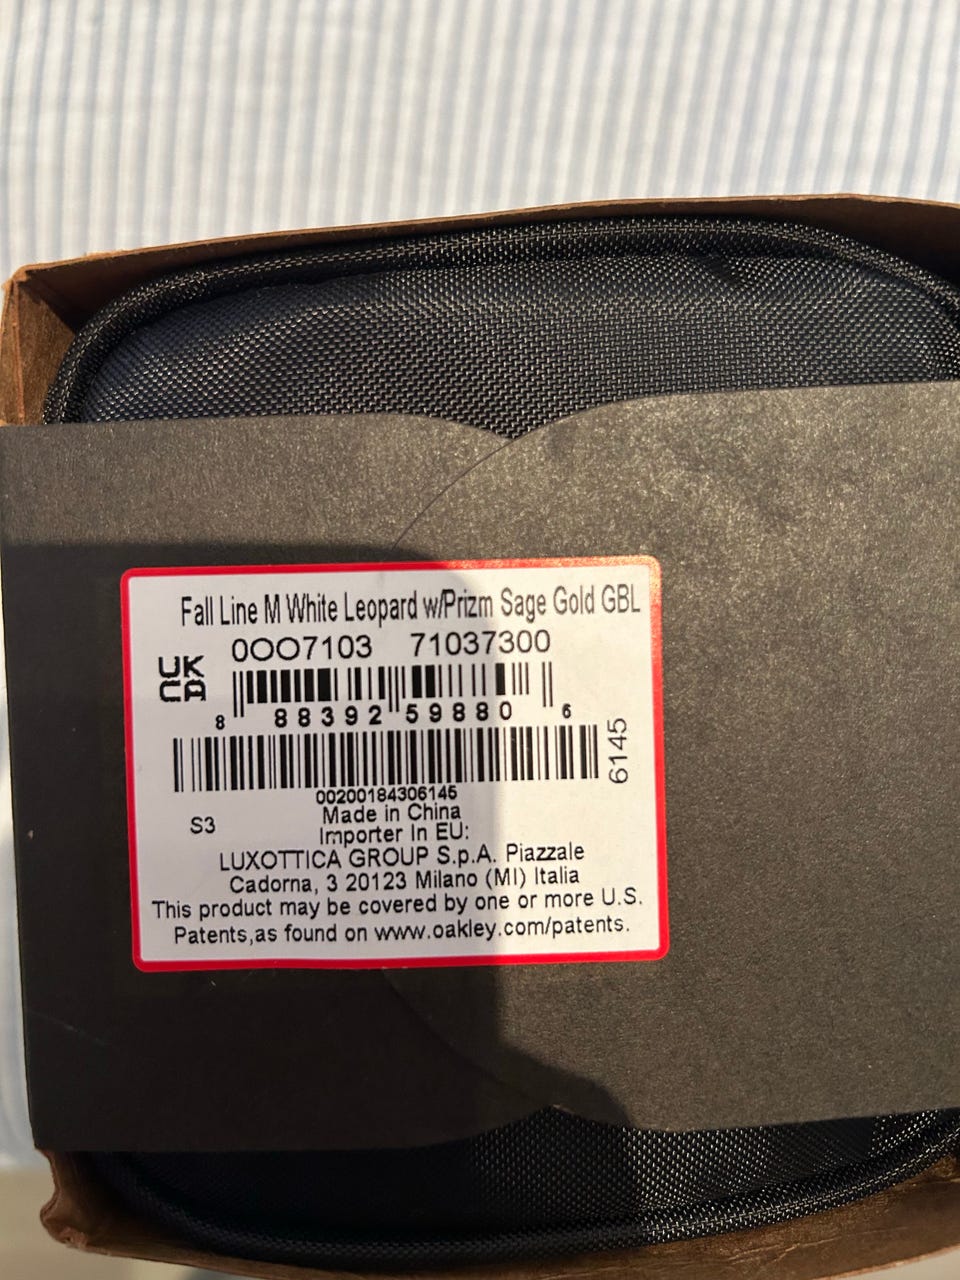 Fall Line M White Leopard w/Prizm Sage Gold GBL
0OO7103 71037300
UK
CA
8 88392 59880 6
6145
00200184306145
Made in China
S3
Importer In EU:
LUXOTTICA GROUP S.p.A. Piazzale
Cadorna, 3 20123 Milano (MI) Italia
This product may be covered by one or more U.S.
Patents,as found on www.oakley.com/patents.